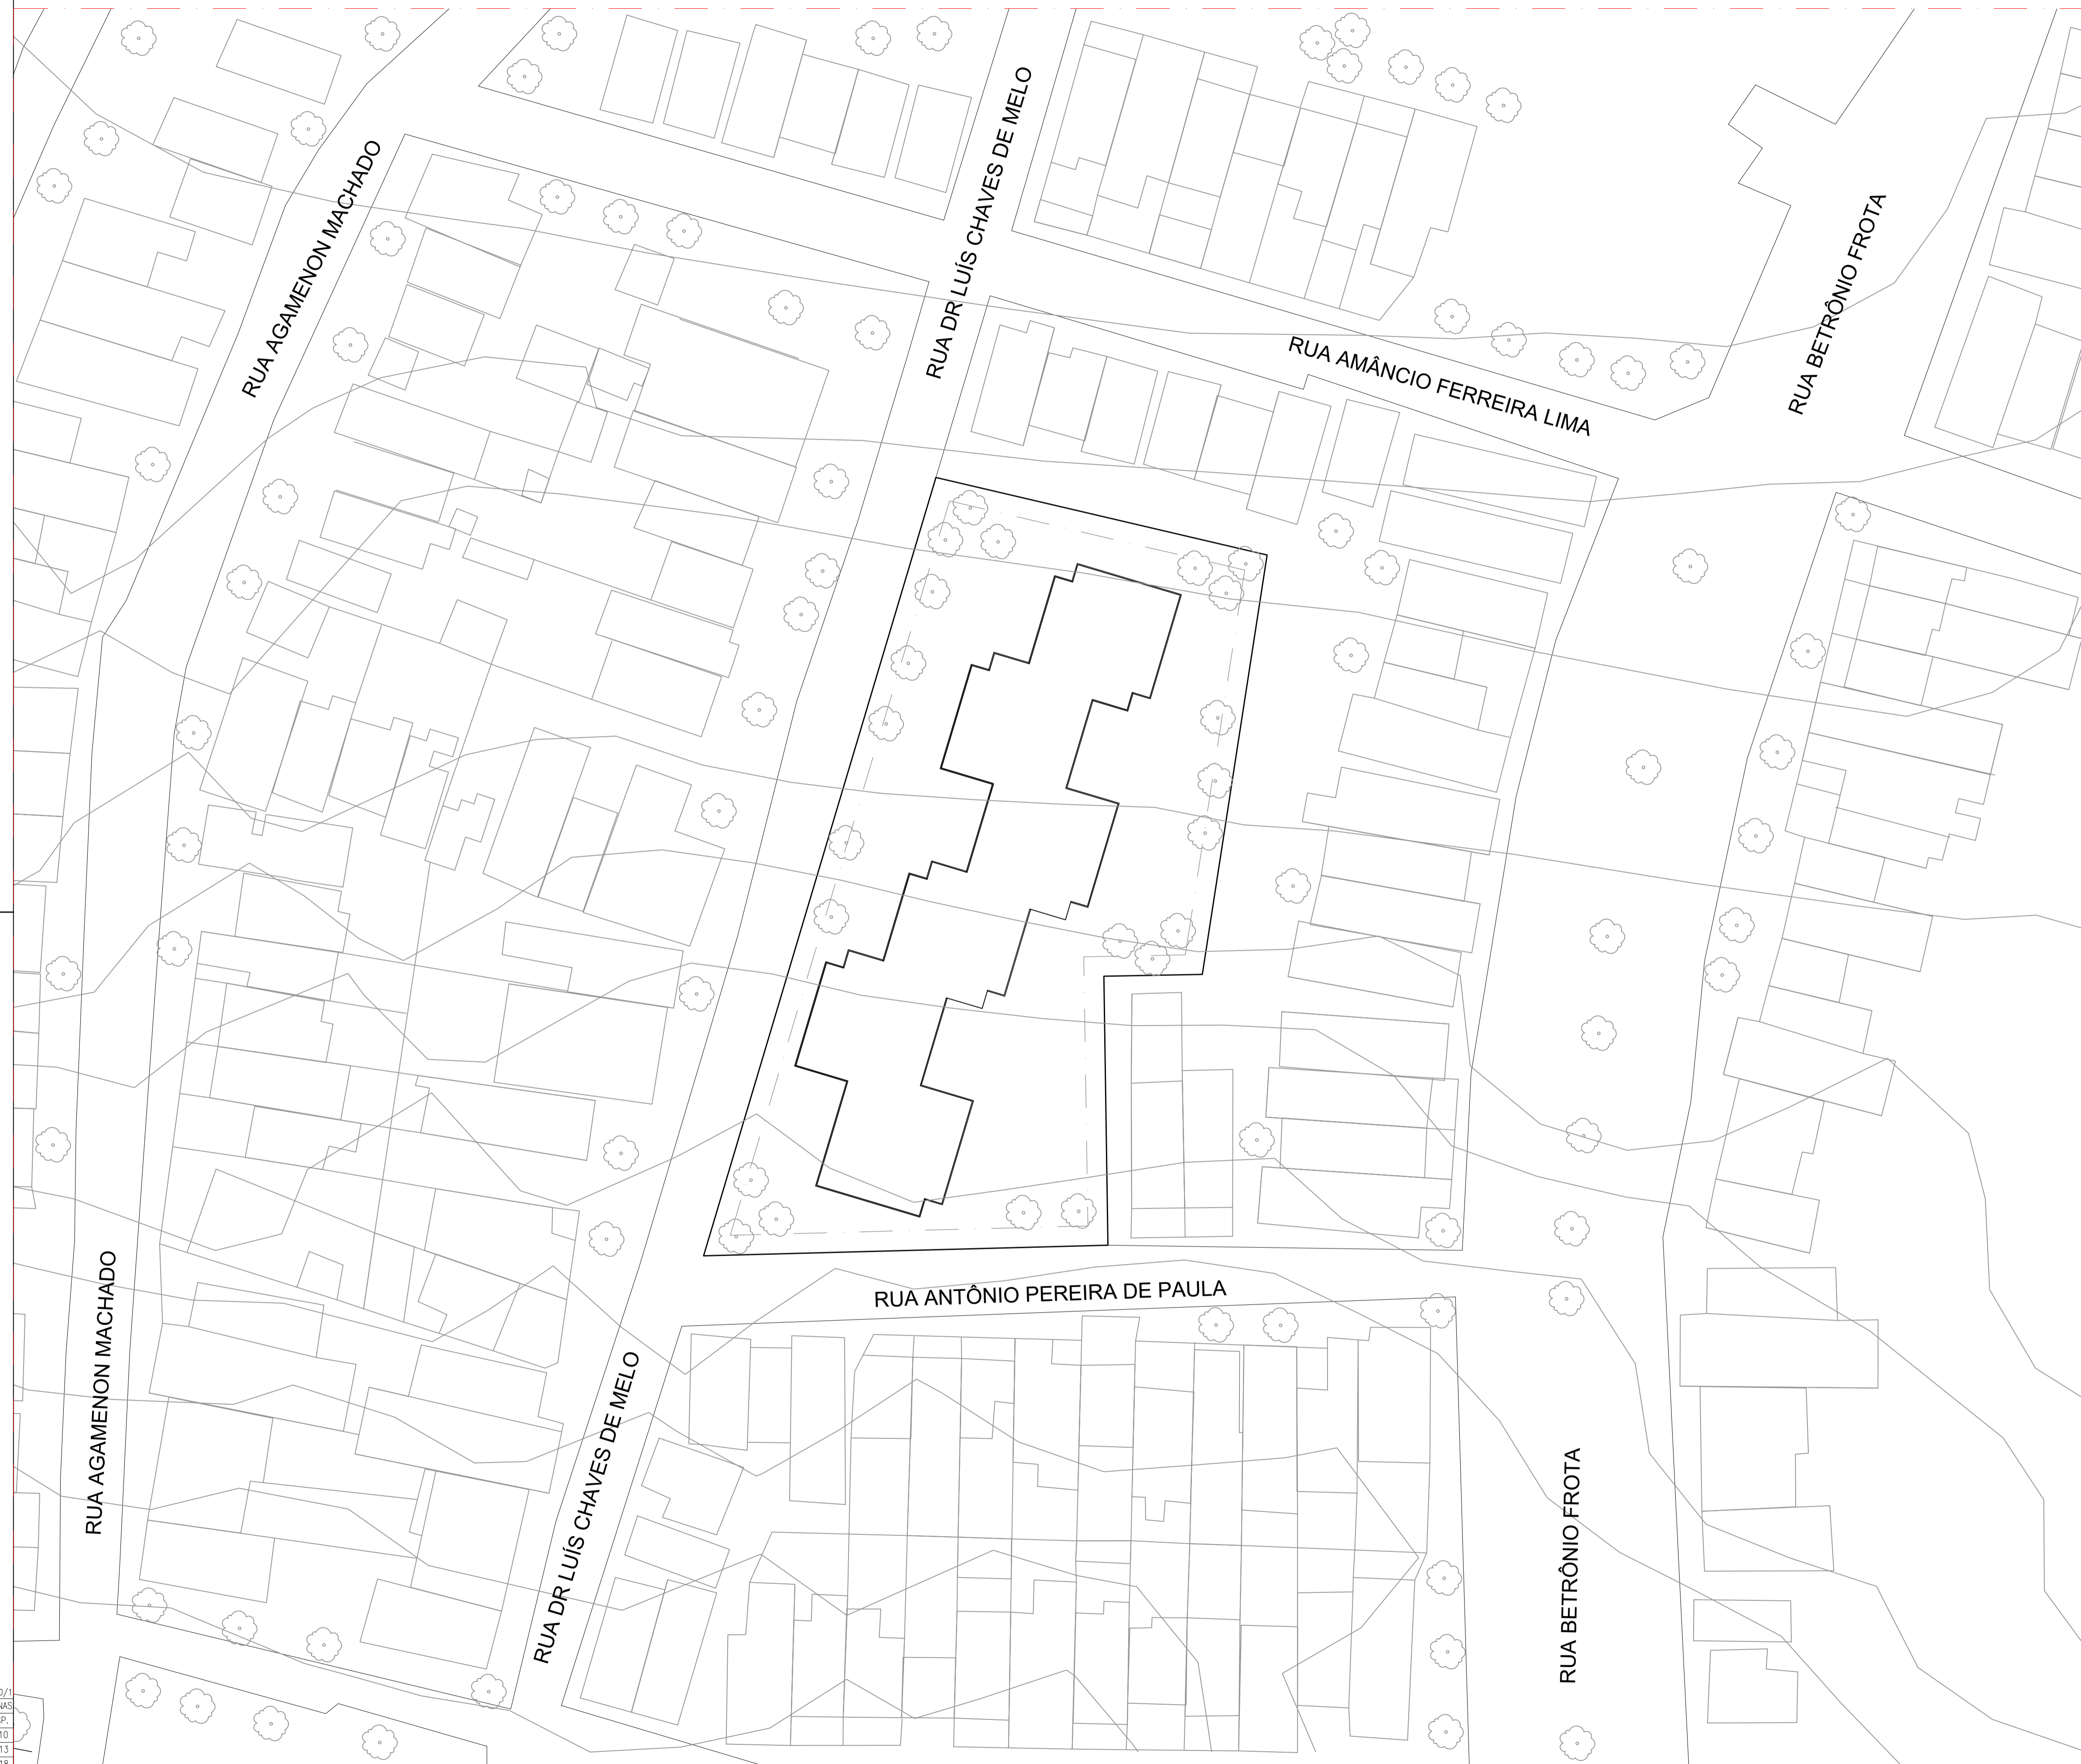 RUA AGAMENON MACHADO
RUA DR LUÍS CHAVES DE MELO
RUA BETRÔNIO FROTA
RUA AMÂNCIO FERREIRA LIMA
RUA ANTÔNIO PEREIRA DE PAULA
RUA AGAMENON MACHADO
RUA DR LUÍS CHAVES DE MELO
RUA BETRÔNIO FROTA